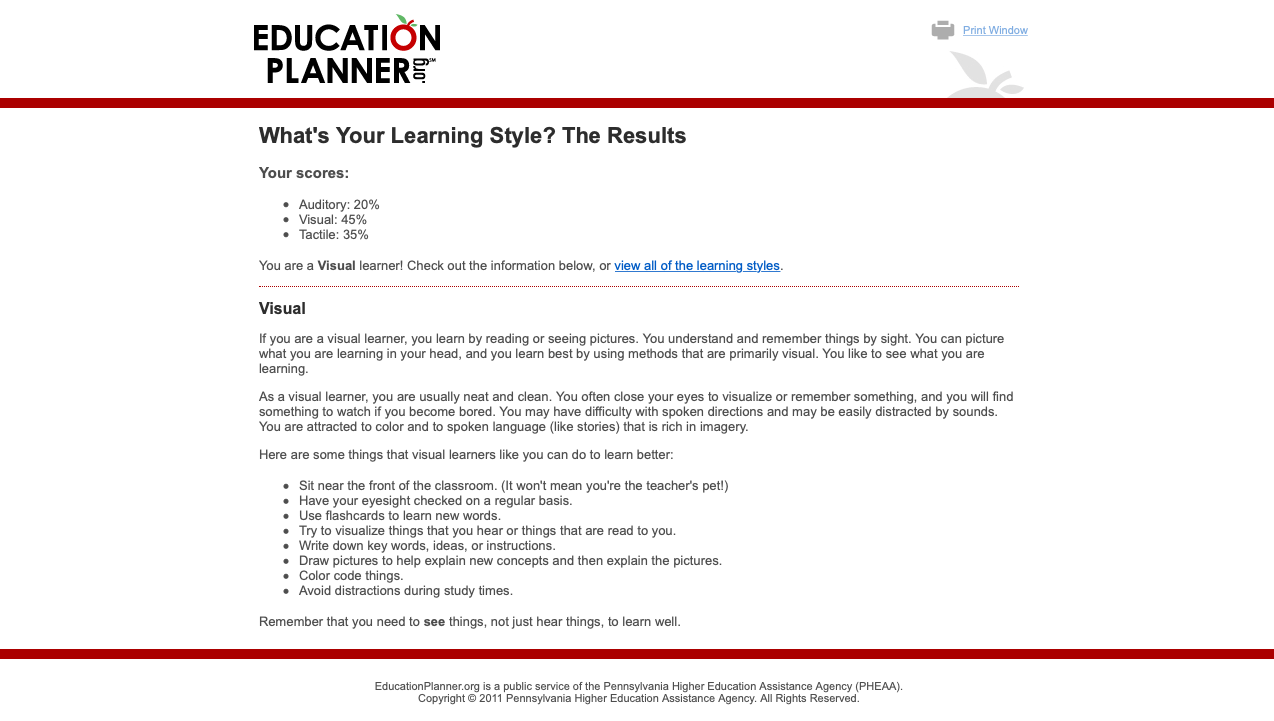 EDUCATION
PLANNER.org℠
Print Window
What's Your Learning Style? The Results
Your scores:
• Auditory: 20%
• Visual: 45%
• Tactile: 35%
You are a Visual learner! Check out the information below, or view all of the learning styles.
Visual
If you are a visual learner, you learn by reading or seeing pictures. You understand and remember things by sight. You can picture
what you are learning in your head, and you learn best by using methods that are primarily visual. You like to see what you are
learning.
As a visual learner, you are usually neat and clean. You often close your eyes to visualize or remember something, and you will find
something to watch if you become bored. You may have difficulty with spoken directions and may be easily distracted by sounds.
You are attracted to color and to spoken language (like stories) that is rich in imagery.
Here are some things that visual learners like you can do to learn better:
• Sit near the front of the classroom. (It won't mean you're the teacher's pet!)
• Have your eyesight checked on a regular basis.
• Use flashcards to learn new words.
• Try to visualize things that you hear or things that are read to you.
• Write down key words, ideas, or instructions.
• Draw pictures to help explain new concepts and then explain the pictures.
• Color code things.
• Avoid distractions during study times.
Remember that you need to see things, not just hear things, to learn well.
EducationPlanner.org is a public service of the Pennsylvania Higher Education Assistance Agency (PHEAA).
Copyright © 2011 Pennsylvania Higher Education Assistance Agency. All Rights Reserved.